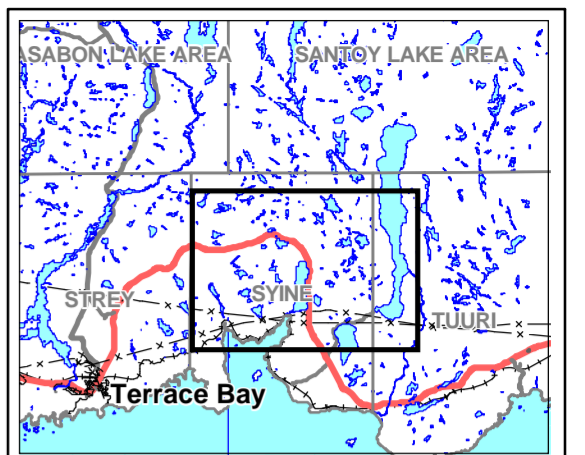 ASABON LAKE AREA
SANTOY LAKE AREA
STREY
SYINE
TUURI
Terrace Bay